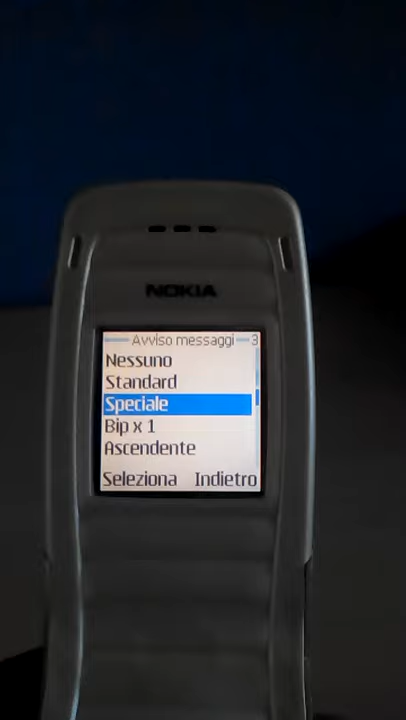 NOKIA
Avviso messaggi 3
Nessuno
Standard
Speciale
Bip x 1
Ascendente
Seleziona Indietro